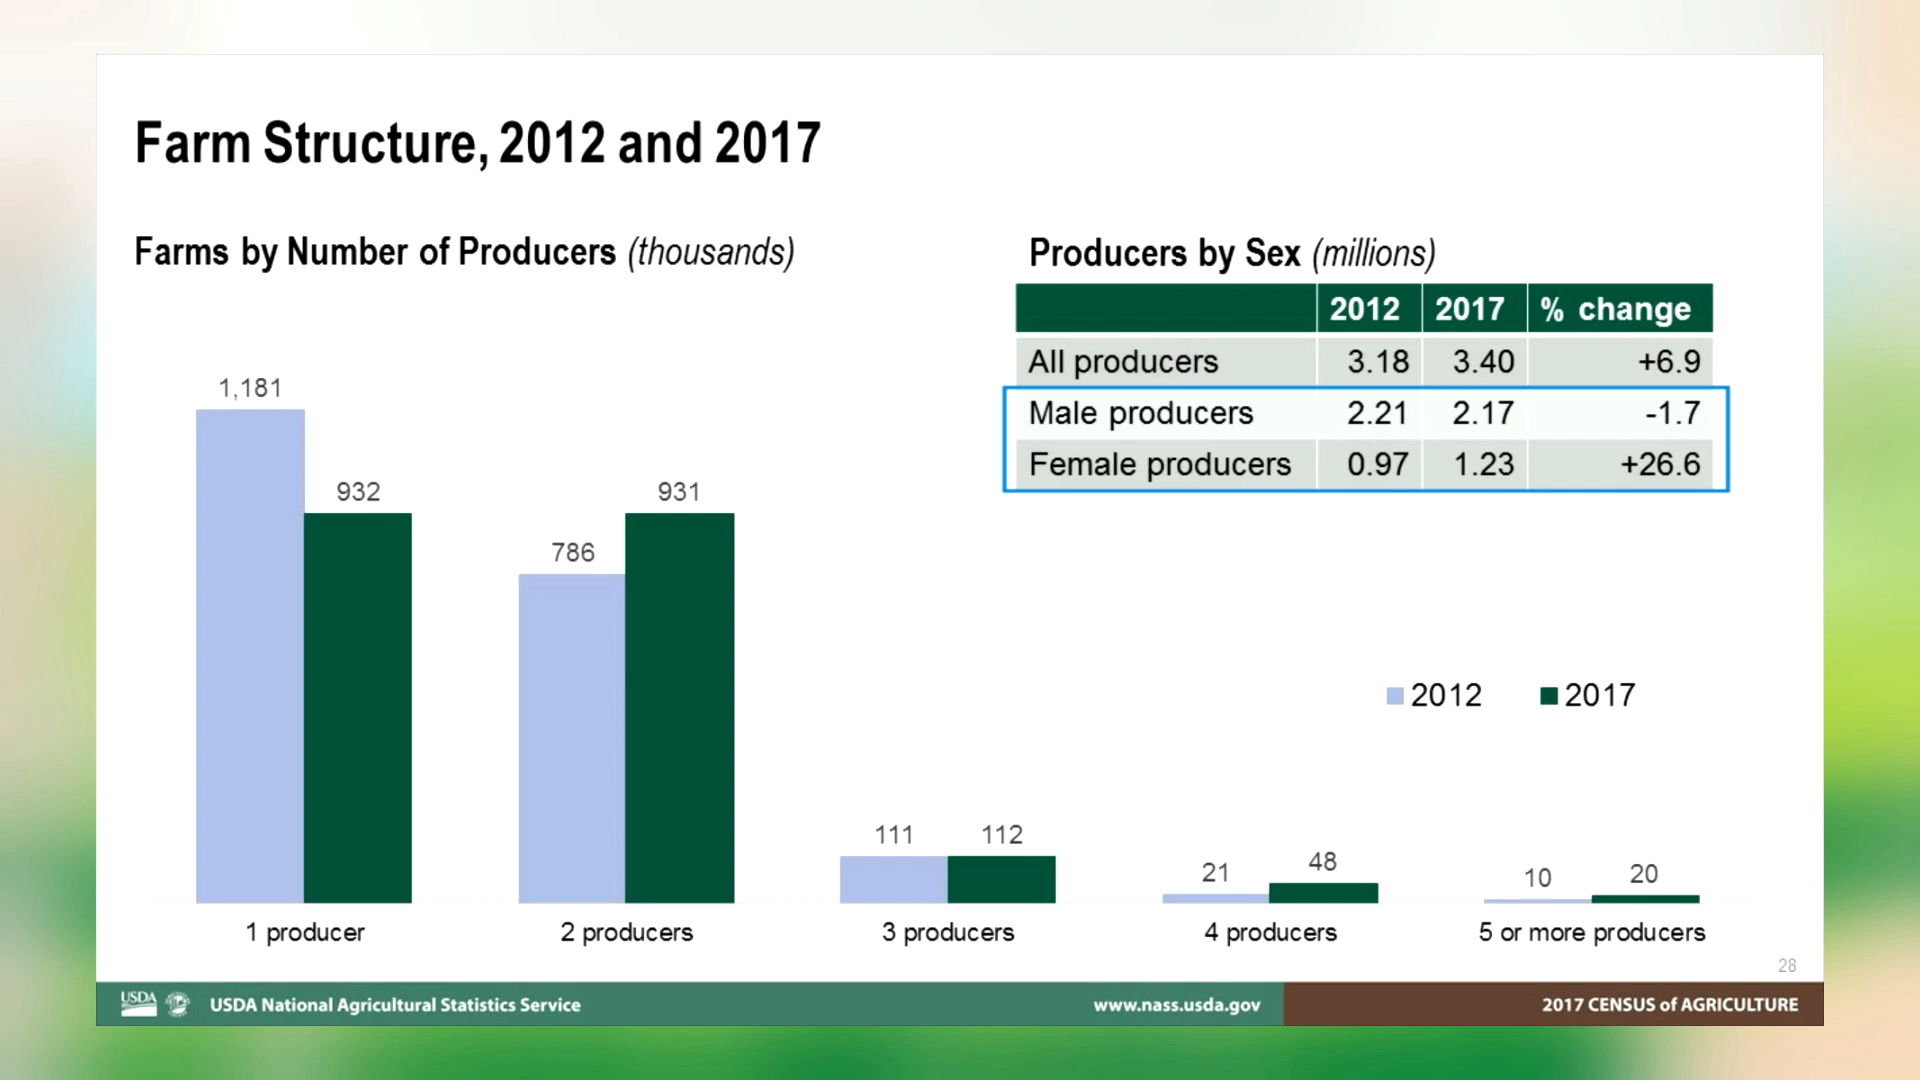 Farm Structure, 2012 and 2017
Farms by Number of Producers (thousands)
1,181
932
786
931
111
112
21
48
10
20
1 producer
2 producers
3 producers
4 producers
5 or more producers
Producers by Sex (millions)
2012 2017 % change
All producers 3.18 3.40 +6.9
Male producers 2.21 2.17 -1.7
Female producers 0.97 1.23 +26.6
2012 2017
28
USDA
USDA National Agricultural Statistics Service
www.nass.usda.gov
2017 CENSUS of AGRICULTURE